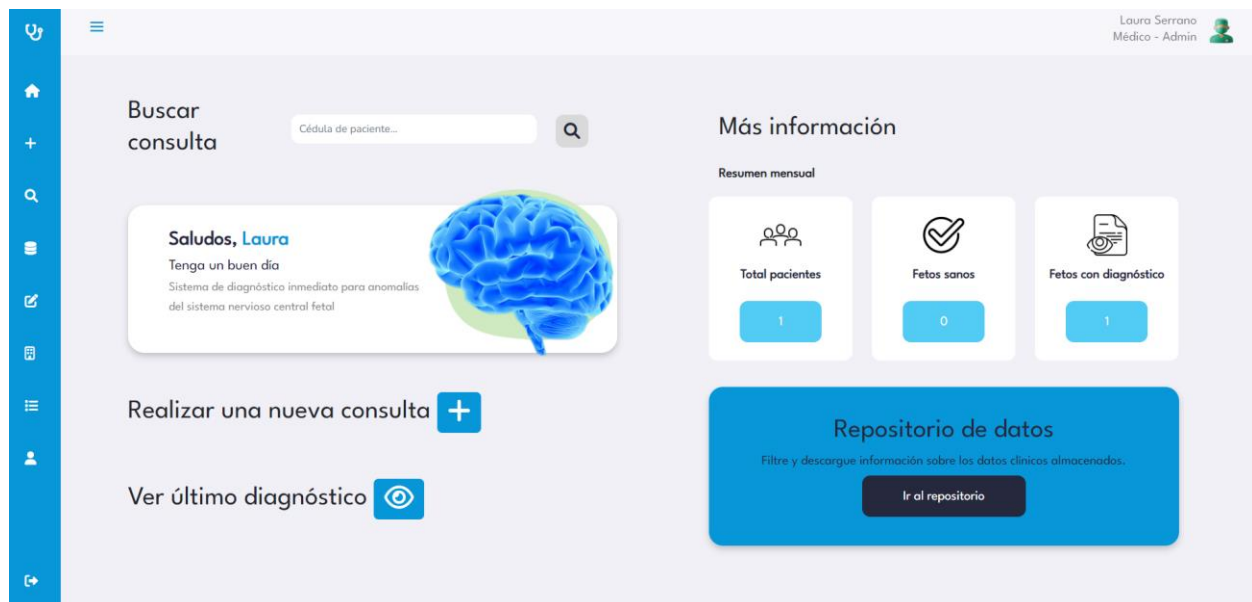 Laura Serrano
Médico - Admin
Buscar
consulta
Cédula de paciente...
Saludos, Laura
Tenga un buen día
Sistema de diagnóstico inmediato para anomalías
del sistema nervioso central fetal
Realizar una nueva consulta
Ver último diagnóstico
Más información
Resumen mensual
Total pacientes
1
Fetos sanos
0
Fetos con diagnóstico
1
Repositorio de datos
Filtre y descargue información sobre los datos clínicos almacenados.
Ir al repositorio